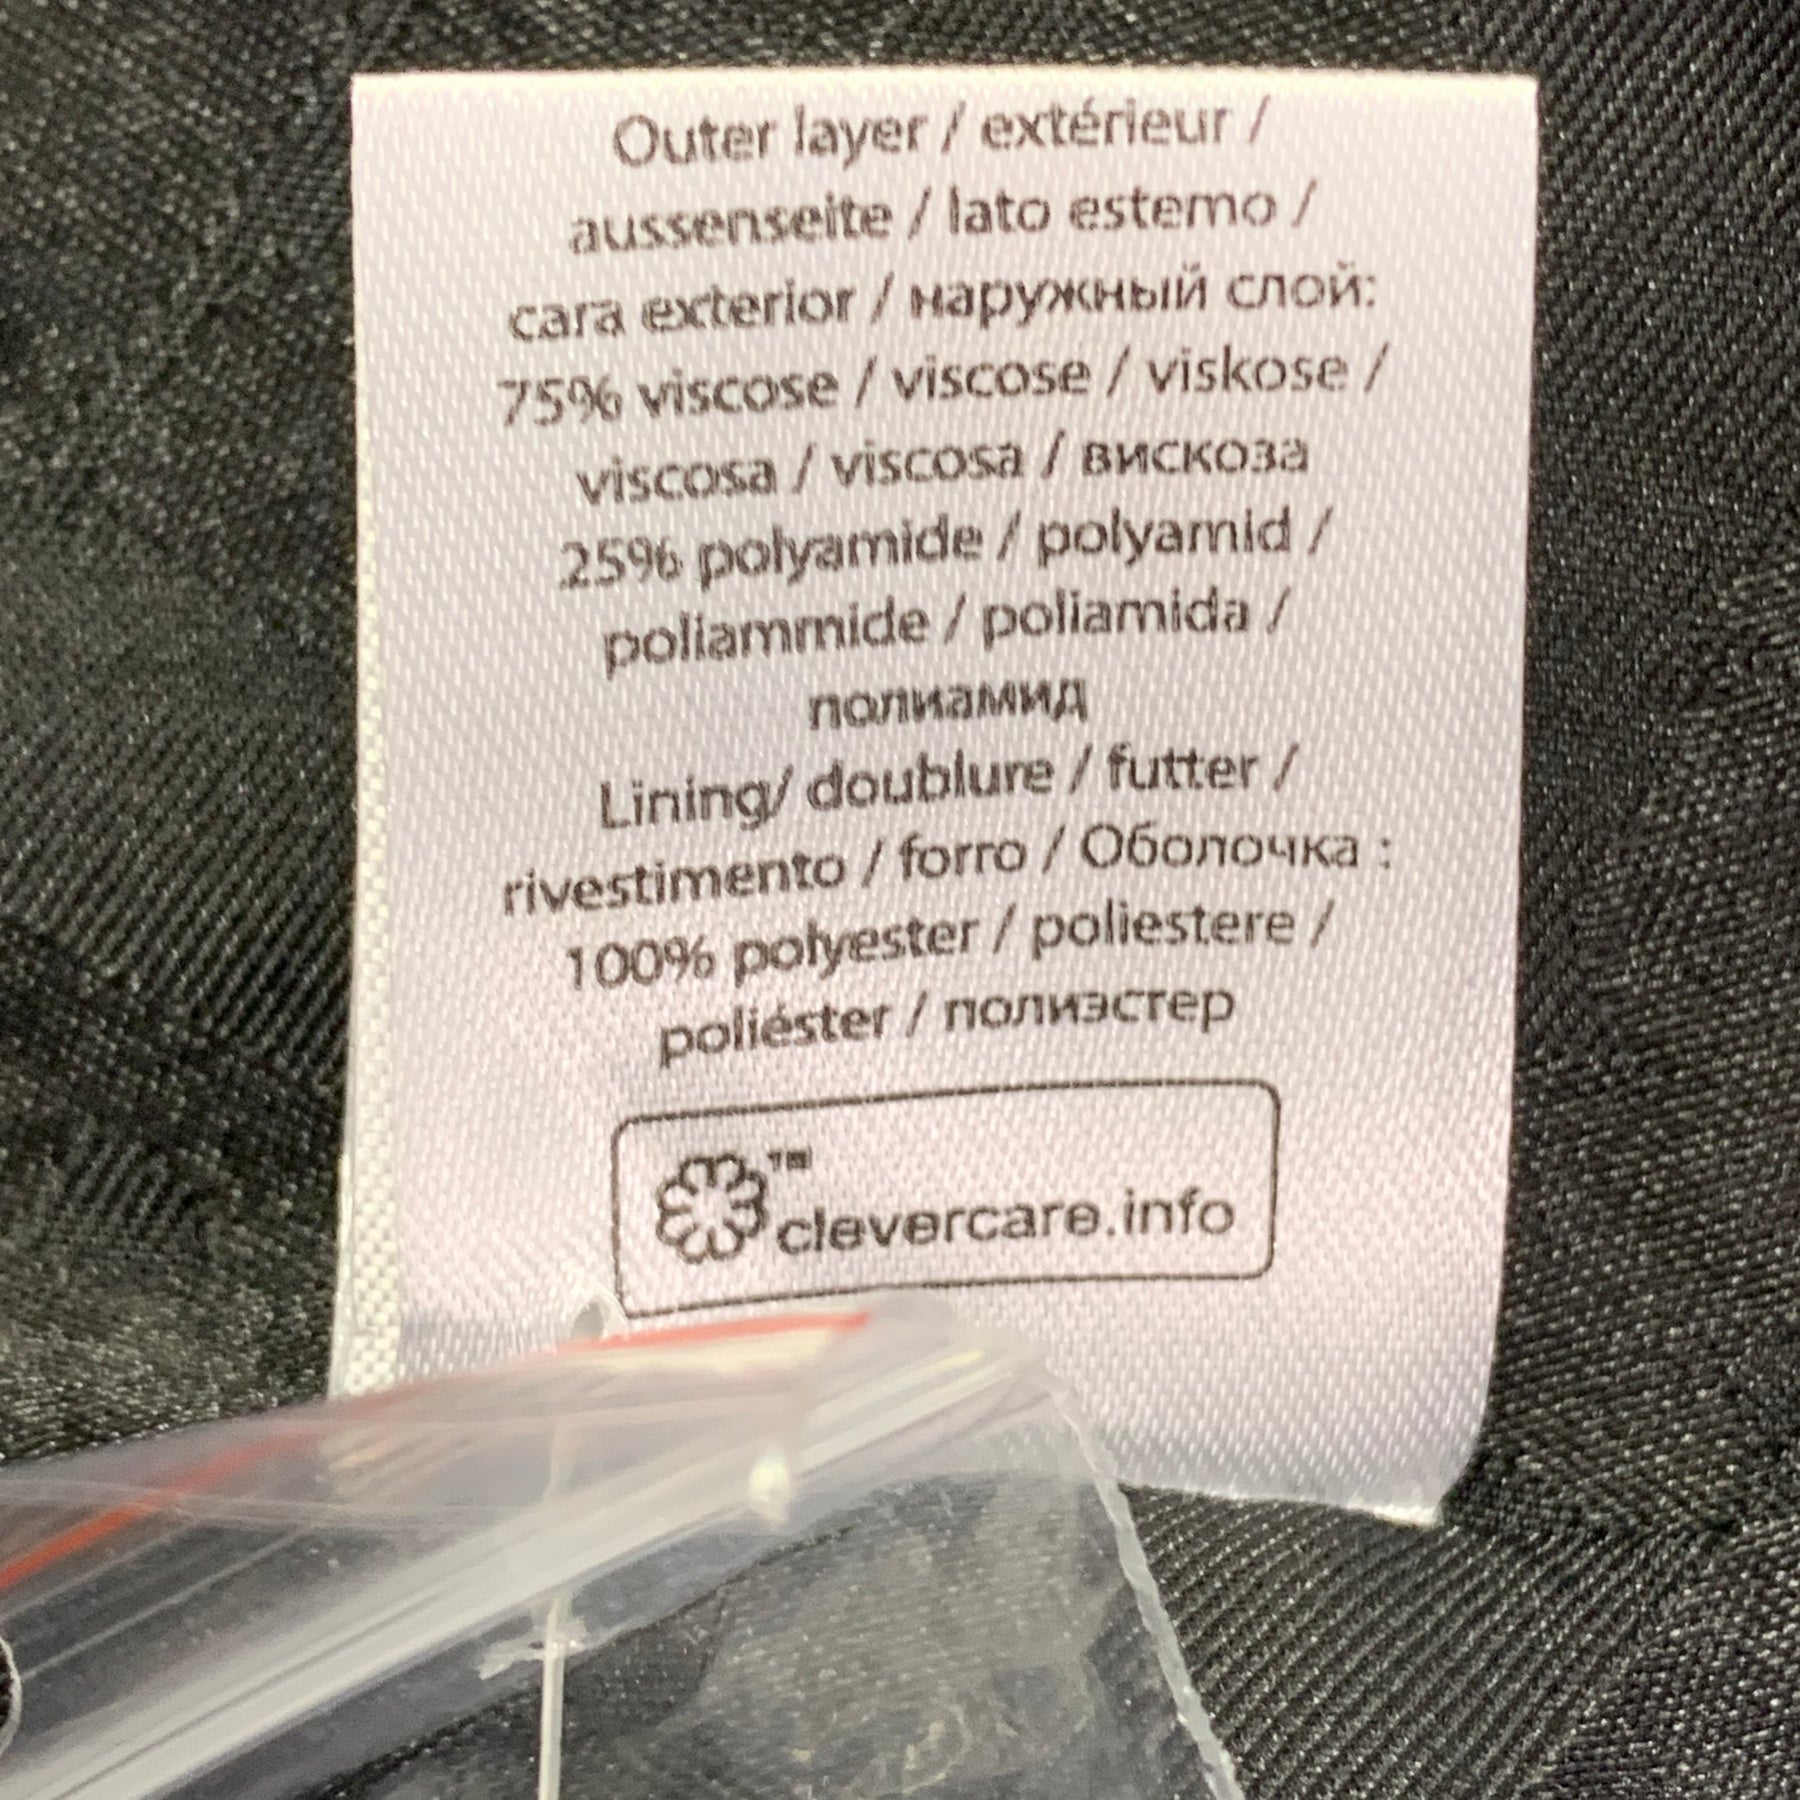 Outer layer / extérieur /
aussenseite / lato estemo /
cara exterior / наружный слой:
75% viscose / viscose / viskose /
viscosa / viscosa / вискоза
25% polyamide / polyamid /
poliammide / poliamida /
полиамид
Lining/ doublure / futter /
rivestimento / forro / Оболочка :
100% polyester / poliestere /
poliéster / полиэстер
™
clevercare.info